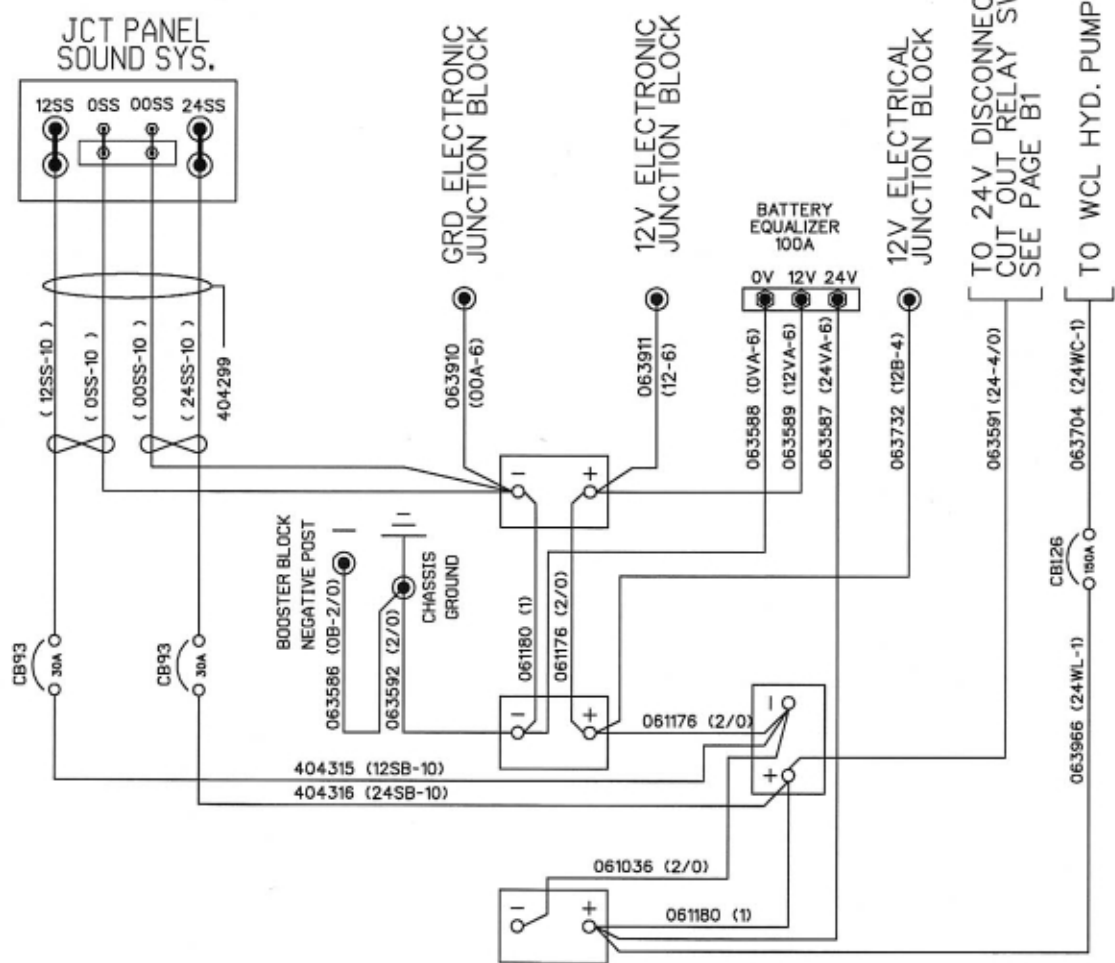 JCT PANEL
SOUND SYS.
12SS 0SS 00SS 24SS
( 12SS-10 )
( 0SS-10 )
( 00SS-10 )
( 24SS-10 )
404299
GRD ELECTRONIC
JUNCTION BLOCK
12V ELECTRONIC
JUNCTION BLOCK
BATTERY
EQUALIZER
100A
0V 12V 24V
12V ELECTRICAL
JUNCTION BLOCK
TO 24V DISCONNEC
CUT OUT RELAY SW
SEE PAGE B1
TO WCL HYD. PUMP
063910
(00A-6)
063911
(12-6)
063588 (0VA-6)
063589 (12VA-6)
063587 (24VA-6)
063732 (12B-4)
063591 (24-4/0)
063704 (24WC-1)
- +
BOOSTER BLOCK
NEGATIVE POST
-
CHASSIS
GROUND
063586 (0B-2/0)
063592 (2/0)
061180 (1)
061176 (2/0)
CB126
150A
CB93
30A
CB93
30A
063966 (24WL-1)
- +
061176 (2/0)
-
+
404315 (12SB-10)
404316 (24SB-10)
061036 (2/0)
- +
061180 (1)